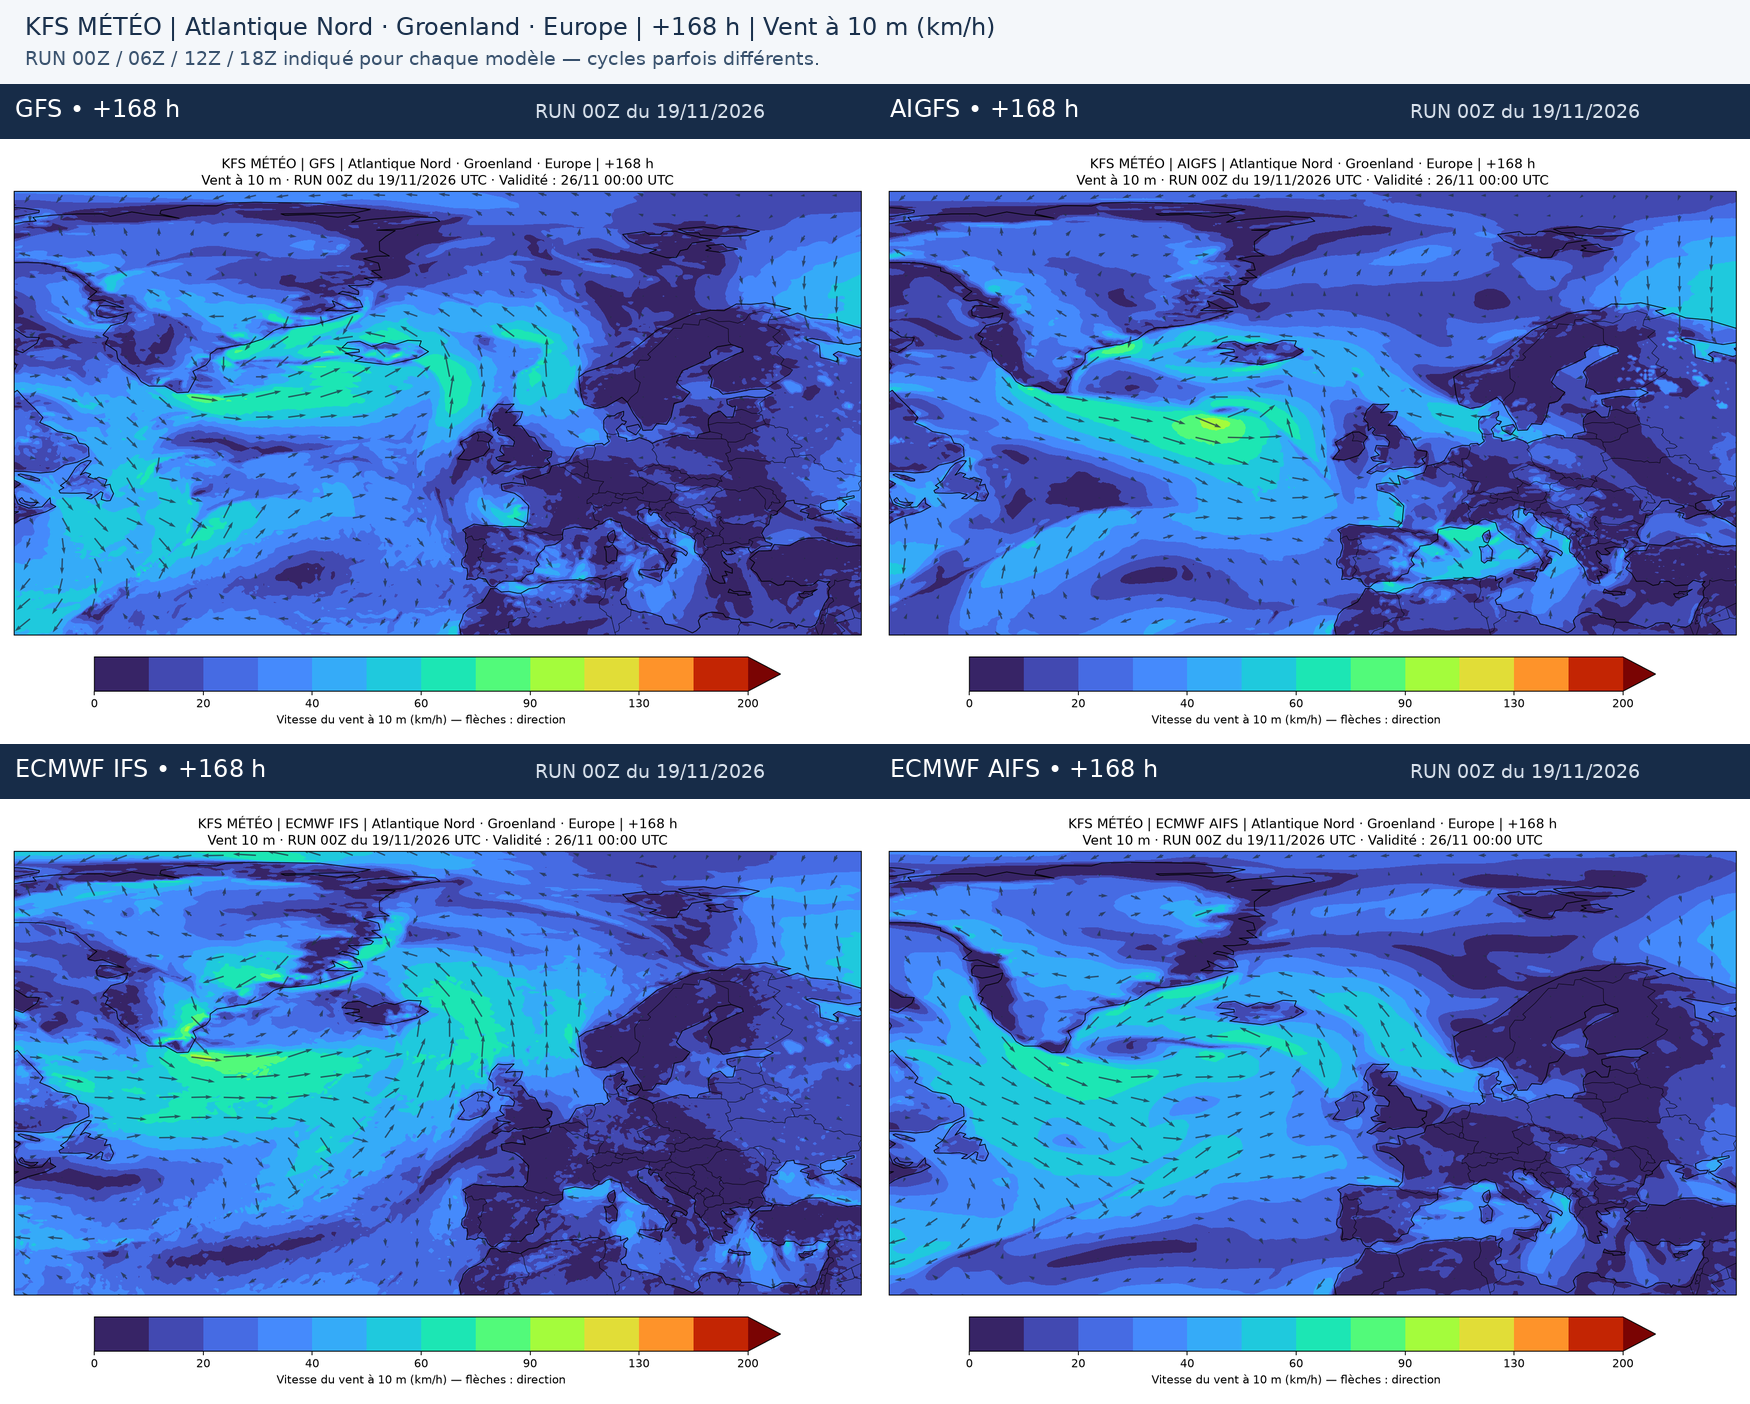 KFS MÉTÉO | Atlantique Nord · Groenland · Europe | +168 h | Vent à 10 m (km/h)
RUN 00Z / 06Z / 12Z / 18Z indiqué pour chaque modèle — cycles parfois différents.
GFS • +168 h RUN 00Z du 19/11/2026
KFS MÉTÉO | GFS | Atlantique Nord · Groenland · Europe | +168 h
Vent à 10 m · RUN 00Z du 19/11/2026 UTC · Validité : 26/11 00:00 UTC
0 20 40 60 90 130 200
Vitesse du vent à 10 m (km/h) — flèches : direction
AIGFS • +168 h RUN 00Z du 19/11/2026
KFS MÉTÉO | AIGFS | Atlantique Nord · Groenland · Europe | +168 h
Vent à 10 m · RUN 00Z du 19/11/2026 UTC · Validité : 26/11 00:00 UTC
0 20 40 60 90 130 200
Vitesse du vent à 10 m (km/h) — flèches : direction
ECMWF IFS • +168 h RUN 00Z du 19/11/2026
KFS MÉTÉO | ECMWF IFS | Atlantique Nord · Groenland · Europe | +168 h
Vent 10 m · RUN 00Z du 19/11/2026 UTC · Validité : 26/11 00:00 UTC
0 20 40 60 90 130 200
Vitesse du vent à 10 m (km/h) — flèches : direction
ECMWF AIFS • +168 h RUN 00Z du 19/11/2026
KFS MÉTÉO | ECMWF AIFS | Atlantique Nord · Groenland · Europe | +168 h
Vent 10 m · RUN 00Z du 19/11/2026 UTC · Validité : 26/11 00:00 UTC
0 20 40 60 90 130 200
Vitesse du vent à 10 m (km/h) — flèches : direction